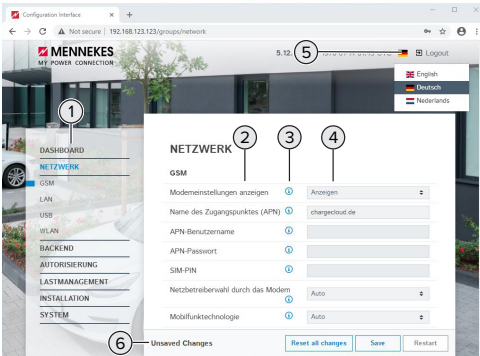 Configuration Interface
Not secure | 192.168.123.123/groups/network
MENNEKES
MY POWER CONNECTION
5.12.
Logout
5
English
Deutsch
Nederlands
1
2
3
4
DASHBOARD
NETZWERK
GSM
LAN
USB
WLAN
BACKEND
AUTORISIERUNG
LASTMANAGEMENT
INSTALLATION
SYSTEM
NETZWERK
GSM
Modemeinstellungen anzeigen Anzeigen
Name des Zugangspunktes (APN) chargecloud.de
APN-Benutzername
APN-Passwort
SIM-PIN
Netzbetreiberwahl durch das Modem Auto
Mobilfunktechnologie Auto
6
Unsaved Changes Reset all changes Save Restart